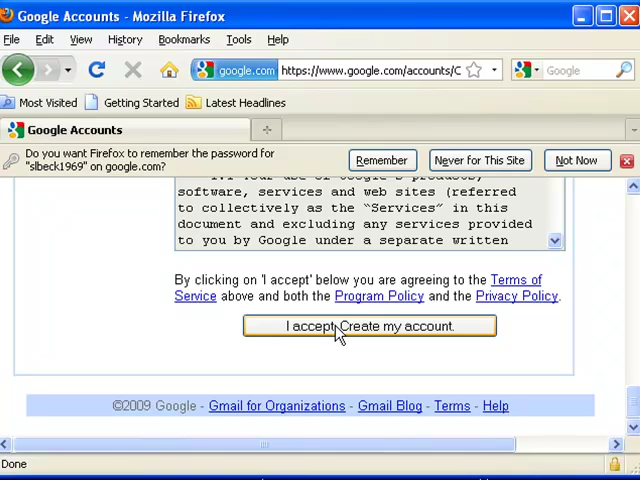 Google Accounts - Mozilla Firefox
File Edit View History Bookmarks Tools Help
google.com https://www.google.com/accounts/C Google
Most Visited Getting Started Latest Headlines
Google Accounts
Do you want Firefox to remember the password for
"slbeck1969" on google.com?
Remember Never for This Site Not Now
software, services and web sites (referred
to collectively as the “Services” in this
document and excluding any services provided
to you by Google under a separate written
By clicking on 'I accept' below you are agreeing to the Terms of
Service above and both the Program Policy and the Privacy Policy.
I accept. Create my account.
©2009 Google - Gmail for Organizations - Gmail Blog - Terms - Help
Done